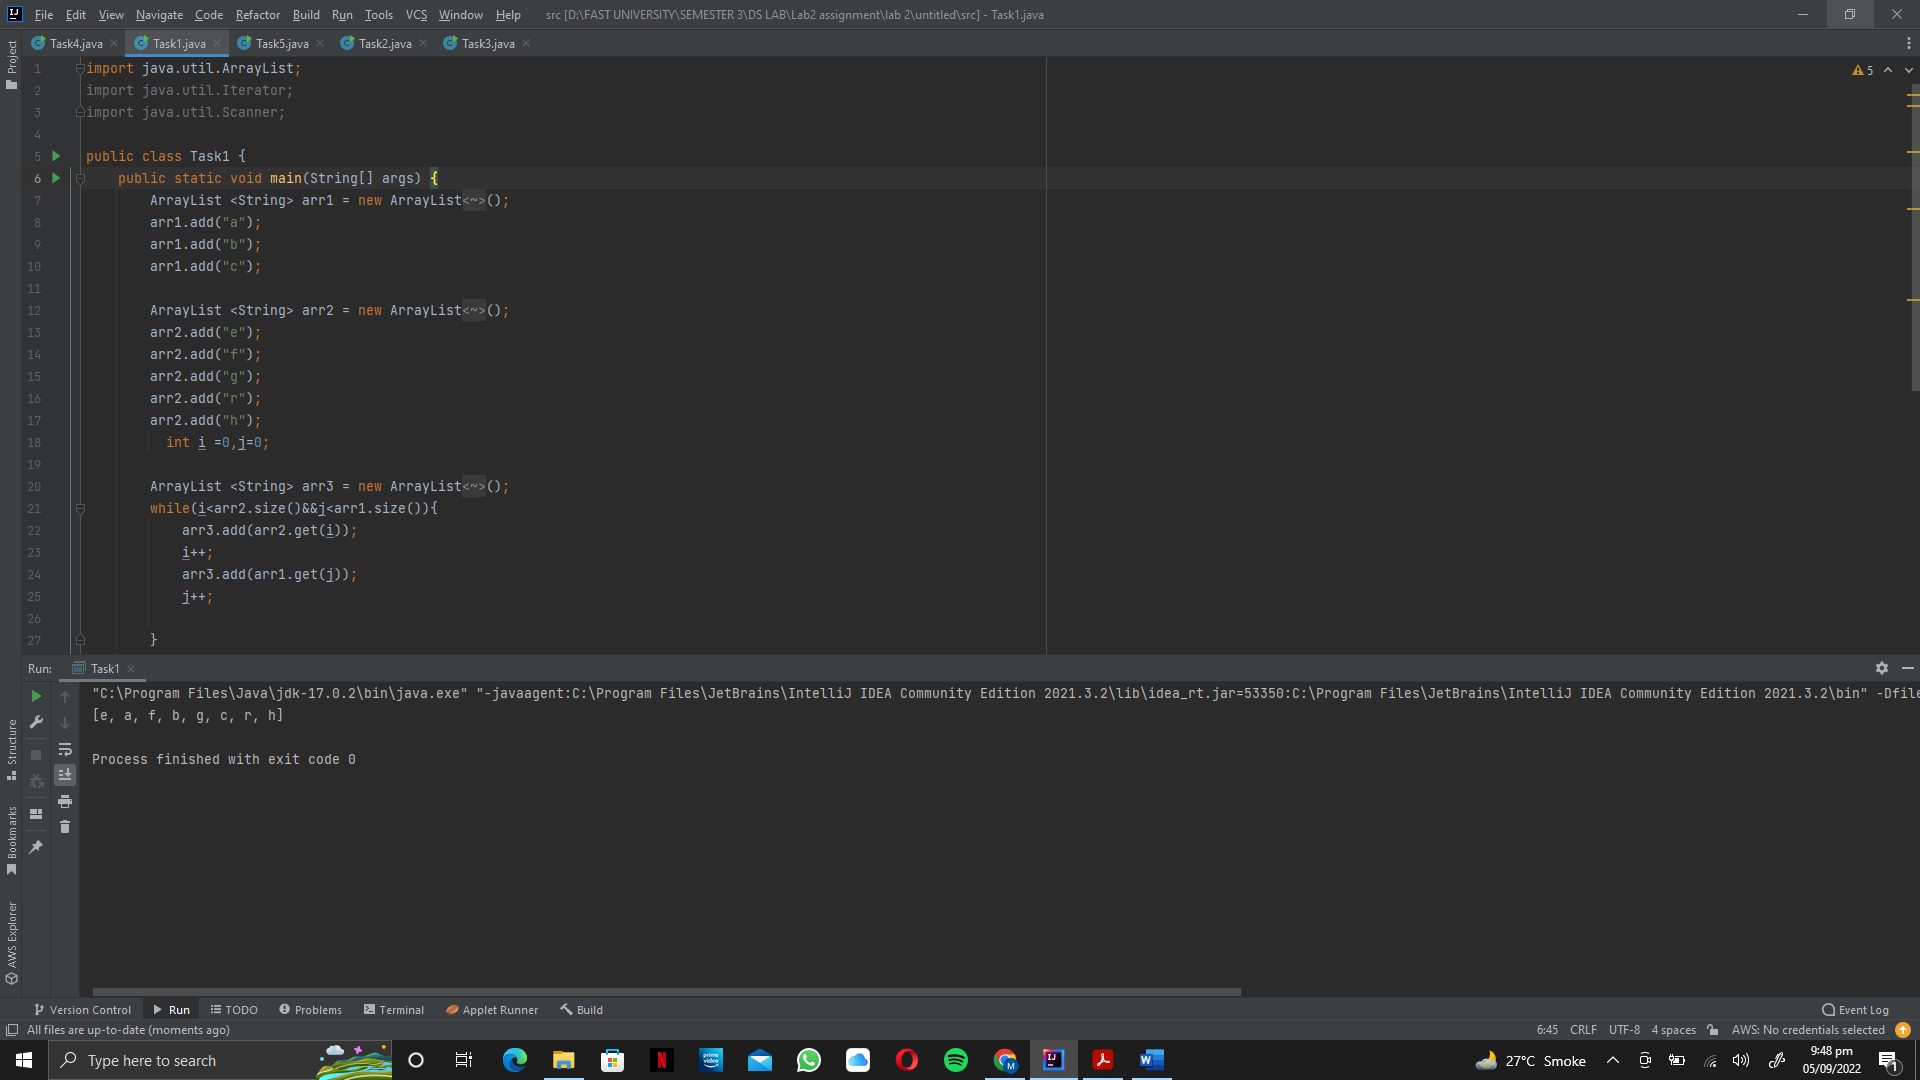 File Edit View Navigate Code Refactor Build Run Tools VCS Window Help src [D:\FAST UNIVERSITY\SEMESTER 3\DS LAB\Lab2 assignment\lab 2\untitled\src] - Task1.java
Task4.java Task1.java Task5.java Task2.java Task3.java
Project
5
1 import java.util.ArrayList;
2 import java.util.Iterator;
3 import java.util.Scanner;
4
5 public class Task1 {
6 public static void main(String[] args) {
7 ArrayList <String> arr1 = new ArrayList<~>();
8 arr1.add("a");
9 arr1.add("b");
10 arr1.add("c");
11
12 ArrayList <String> arr2 = new ArrayList<~>();
13 arr2.add("e");
14 arr2.add("f");
15 arr2.add("g");
16 arr2.add("r");
17 arr2.add("h");
18 int i =0,j=0;
19
20 ArrayList <String> arr3 = new ArrayList<~>();
21 while(i<arr2.size()&&j<arr1.size()){
22 arr3.add(arr2.get(i));
23 i++;
24 arr3.add(arr1.get(j));
25 j++;
26
27 }
Run: Task1
"C:\Program Files\Java\jdk-17.0.2\bin\java.exe" "-javaagent:C:\Program Files\JetBrains\IntelliJ IDEA Community Edition 2021.3.2\lib\idea_rt.jar=53350:C:\Program Files\JetBrains\IntelliJ IDEA Community Edition 2021.3.2\bin" -Dfile
[e, a, f, b, g, c, r, h]
Process finished with exit code 0
Structure
Bookmarks
AWS Explorer
Version Control Run TODO Problems Terminal Applet Runner Build Event Log
All files are up-to-date (moments ago) 6:45 CRLF UTF-8 4 spaces AWS: No credentials selected
Type here to search 27°C Smoke 9:48 pm
05/09/2022 1